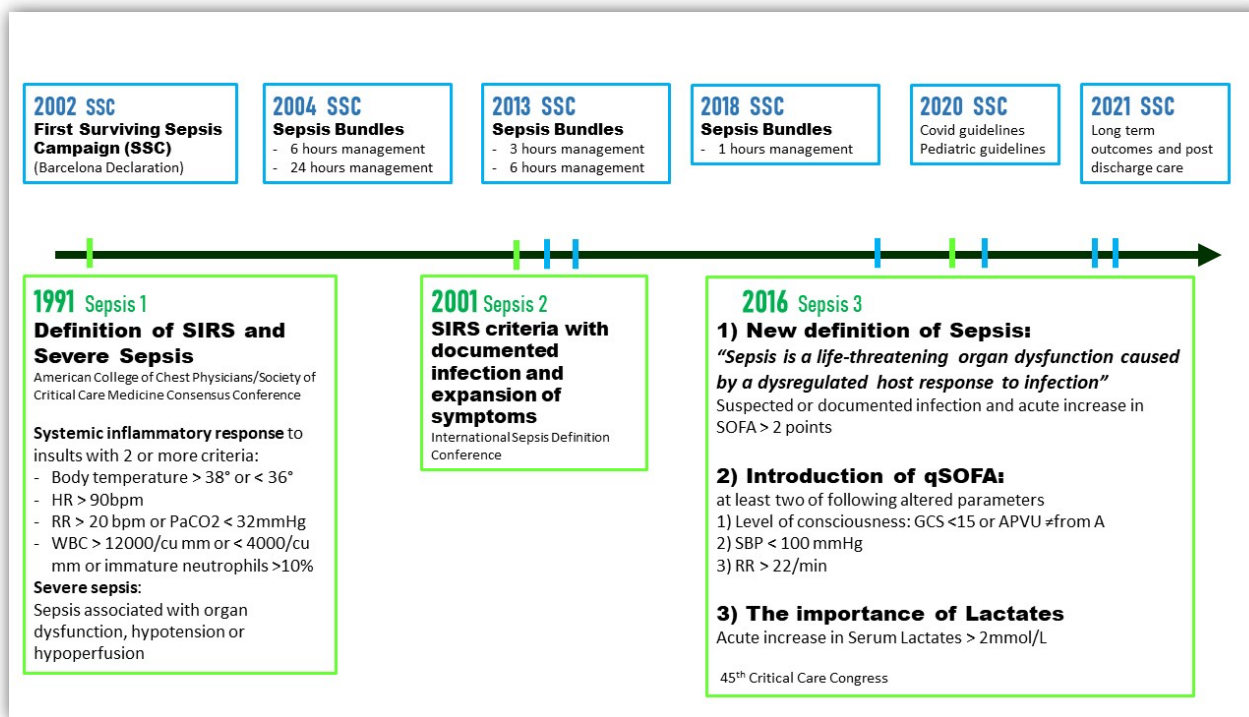 2002 SSC
First Surviving Sepsis
Campaign (SSC)
(Barcelona Declaration)
2004 SSC
Sepsis Bundles
- 6 hours management
- 24 hours management
2013 SSC
Sepsis Bundles
- 3 hours management
- 6 hours management
2018 SSC
Sepsis Bundles
- 1 hours management
2020 SSC
Covid guidelines
Pediatric guidelines
2021 SSC
Long term
outcomes and post
discharge care
1991 Sepsis 1
Definition of SIRS and
Severe Sepsis
American College of Chest Physicians/Society of
Critical Care Medicine Consensus Conference
Systemic inflammatory response to
insults with 2 or more criteria:
- Body temperature > 38° or < 36°
- HR > 90bpm
- RR > 20 bpm or PaCO2 < 32mmHg
- WBC > 12000/cu mm or < 4000/cu
mm or immature neutrophils >10%
Severe sepsis:
Sepsis associated with organ
dysfunction, hypotension or
hypoperfusion
2001 Sepsis 2
SIRS criteria with
documented
infection and
expansion of
symptoms
International Sepsis Definition
Conference
2016 Sepsis 3
1) New definition of Sepsis:
"Sepsis is a life-threatening organ dysfunction caused
by a dysregulated host response to infection"
Suspected or documented infection and acute increase in
SOFA > 2 points
2) Introduction of qSOFA:
at least two of following altered parameters
1) Level of consciousness: GCS <15 or APVU ≠from A
2) SBP < 100 mmHg
3) RR > 22/min
3) The importance of Lactates
Acute increase in Serum Lactates > 2mmol/L
45th Critical Care Congress